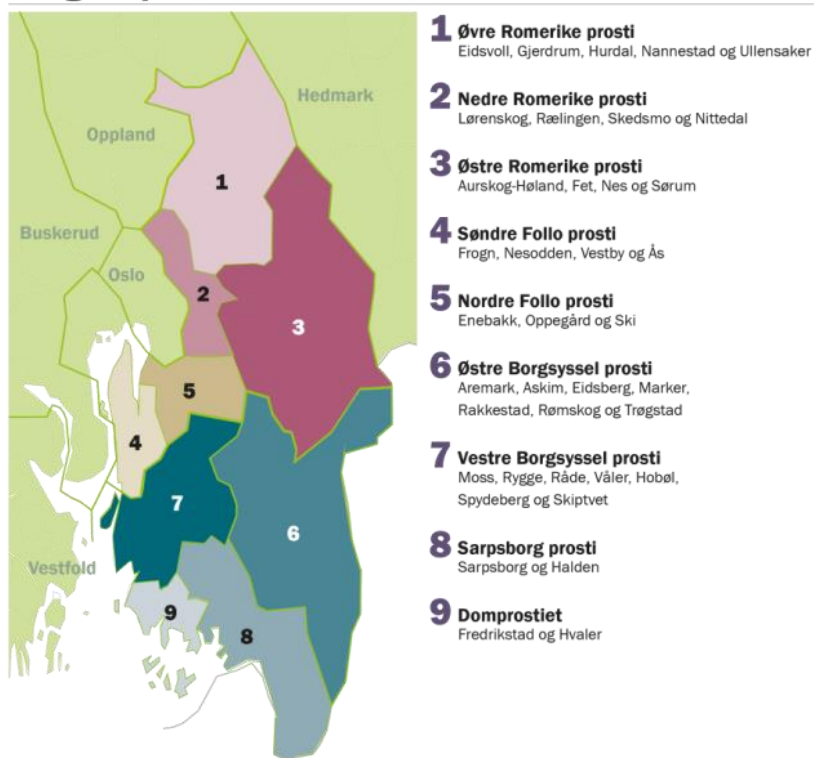 Hedmark
Oppland
1
Buskerud
Oslo
2
3
5
4
7
6
Vestfold
9
8
1 Øvre Romerike prosti
Eidsvoll, Gjerdrum, Hurdal, Nannestad og Ullensaker
2 Nedre Romerike prosti
Lørenskog, Rælingen, Skedsmo og Nittedal
3 Østre Romerike prosti
Aurskog-Høland, Fet, Nes og Sørum
4 Søndre Follo prosti
Frogn, Nesodden, Vestby og Ås
5 Nordre Follo prosti
Enebakk, Oppegård og Ski
6 Østre Borgsyssel prosti
Aremark, Askim, Eidsberg, Marker,
Rakkestad, Rømskog og Trøgstad
7 Vestre Borgsyssel prosti
Moss, Rygge, Råde, Våler, Hobøl,
Spydeberg og Skiptvet
8 Sarpsborg prosti
Sarpsborg og Halden
9 Domprostiet
Fredrikstad og Hvaler